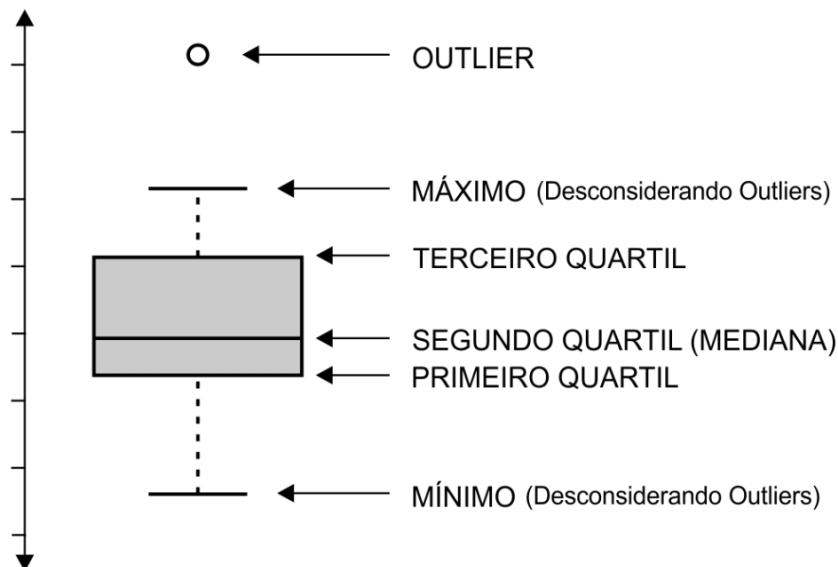 OUTLIER
MÁXIMO (Desconsiderando Outliers)
TERCEIRO QUARTIL
SEGUNDO QUARTIL (MEDIANA)
PRIMEIRO QUARTIL
MÍNIMO (Desconsiderando Outliers)